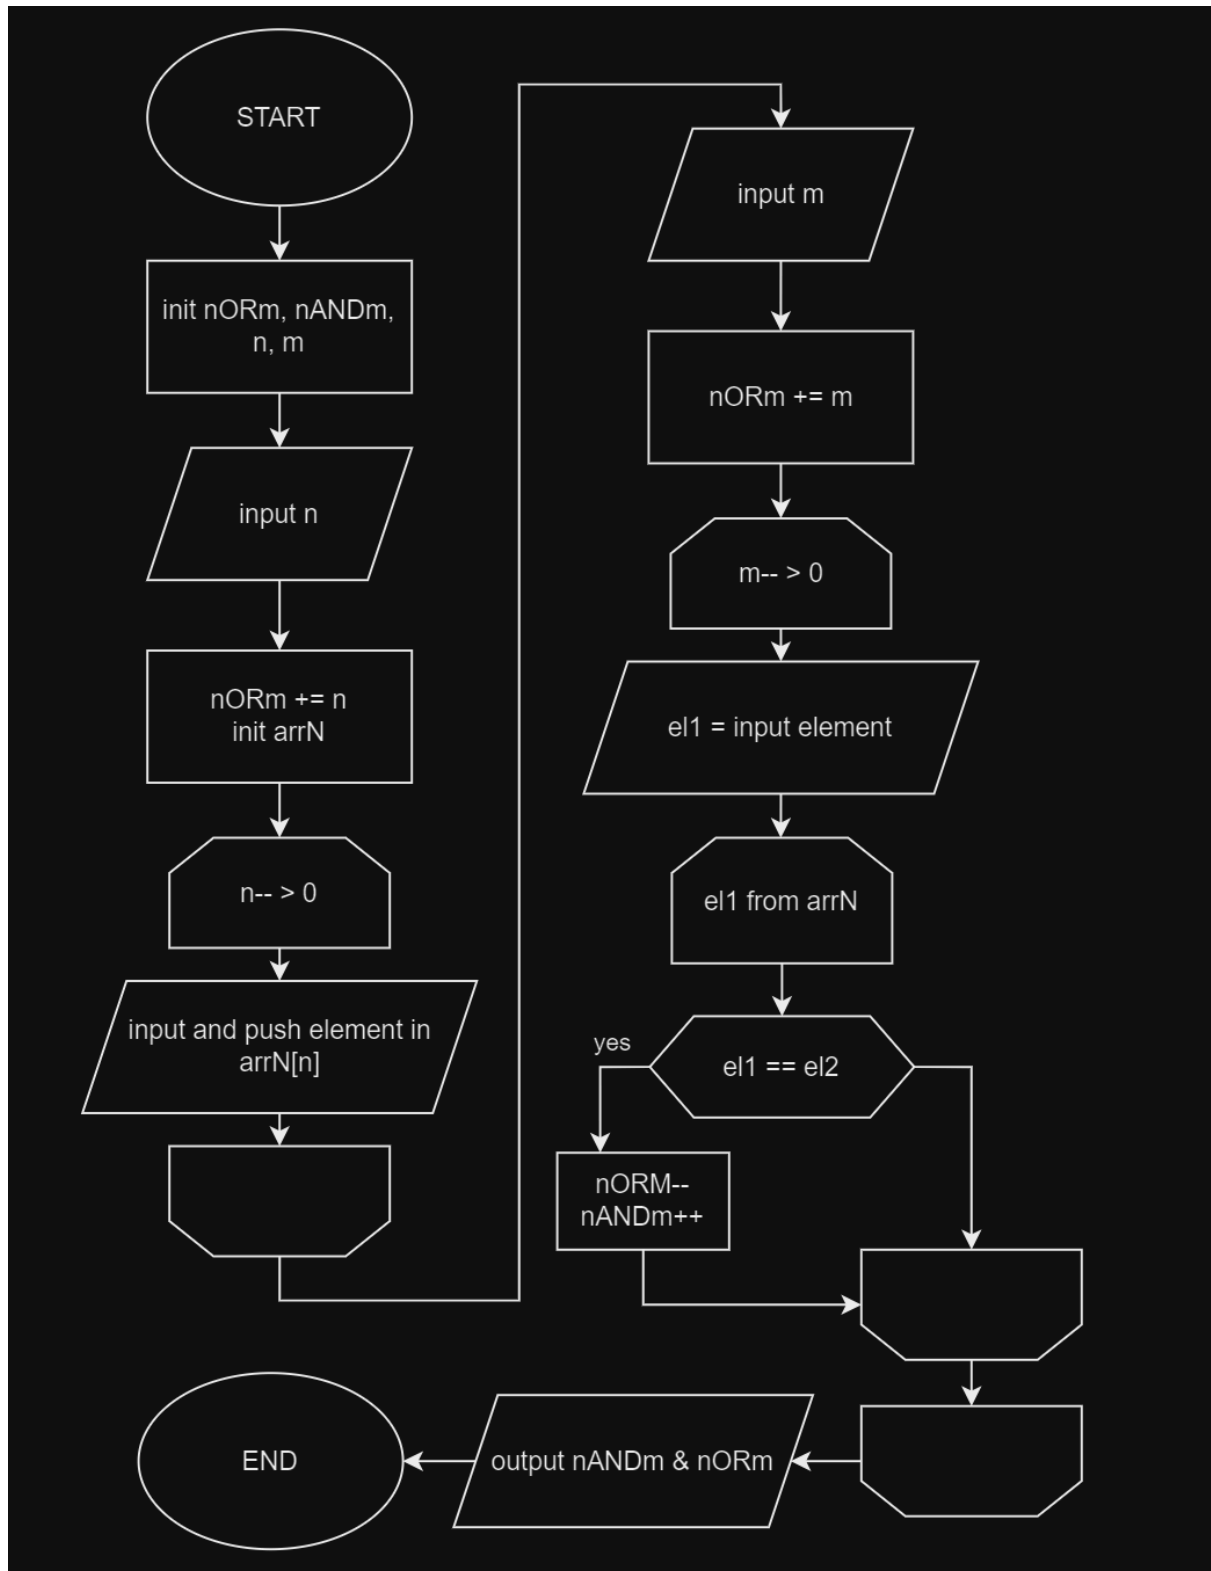 START
init nORm, nANDm,
n, m
input n
nORm += n
init arrN
n-- > 0
input and push element in
arrN[n]
input m
nORm += m
m-- > 0
el1 = input element
el1 from arrN
yes
el1 == el2
nORM--
nANDm++
output nANDm & nORm
END